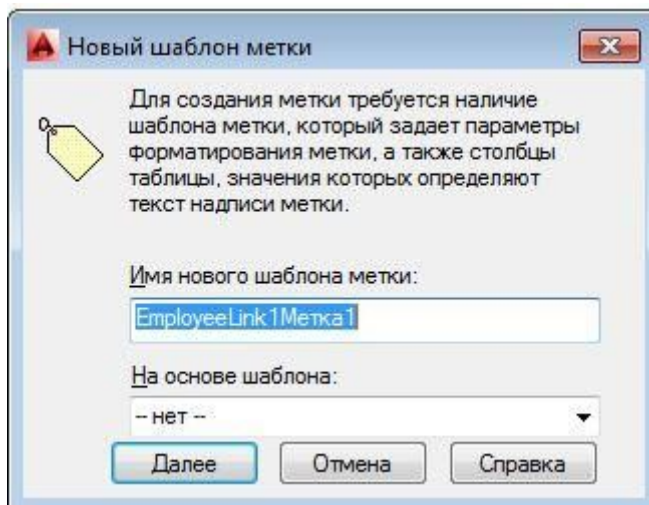 Новый шаблон метки
Для создания метки требуется наличие
шаблона метки, который задает параметры
форматирования метки, а также столбцы
таблицы, значения которых определяют
текст надписи метки.
Имя нового шаблона метки:
EmployeeLink1Метка1
На основе шаблона:
-- нет --
Далее Отмена Справка